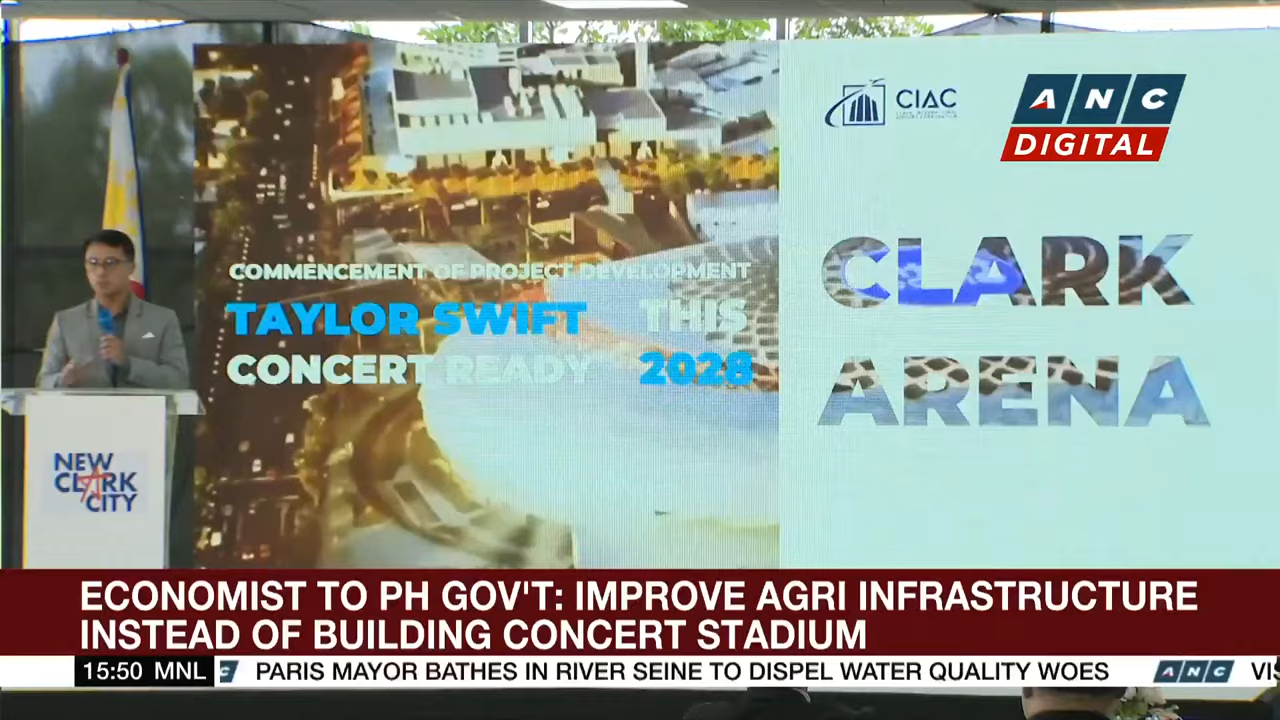 CIAC
ANC
DIGITAL
COMMENCEMENT OF PROJECT DEVELOPMENT
TAYLOR SWIFT THIS
CONCERT READY 2028
CLARK
ARENA
NEW
CLARK
CITY
ECONOMIST TO PH GOV'T: IMPROVE AGRI INFRASTRUCTURE
INSTEAD OF BUILDING CONCERT STADIUM
15:50 MNL PARIS MAYOR BATHES IN RIVER SEINE TO DISPEL WATER QUALITY WOES ANC